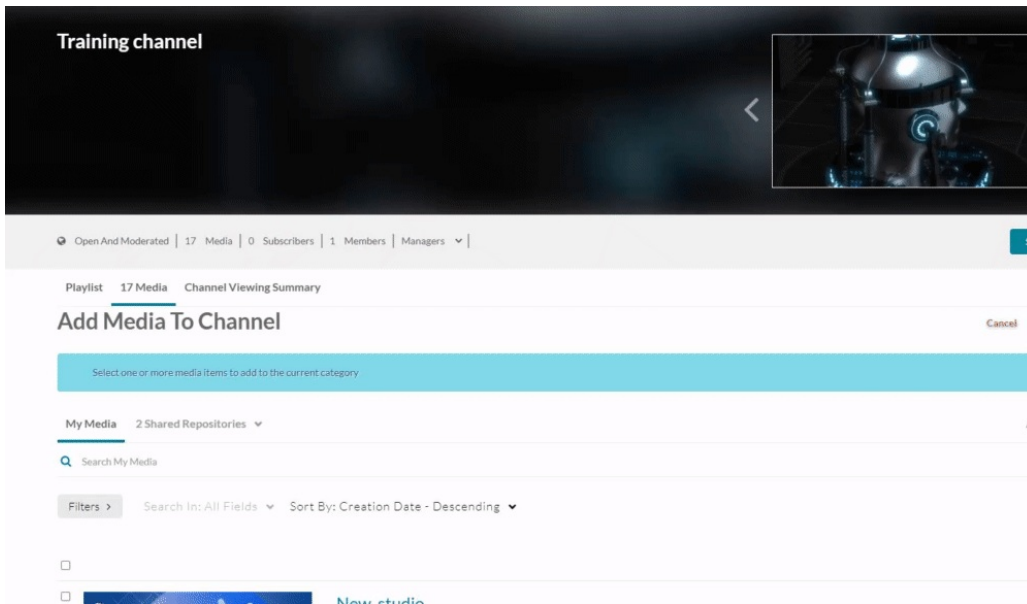 Training channel
Open And Moderated | 17 Media | 0 Subscribers | 1 Members | Managers
Playlist 17 Media Channel Viewing Summary
Add Media To Channel
Cancel
Select one or more media items to add to the current category
My Media 2 Shared Repositories
Search My Media
Filters > Search In: All Fields Sort By: Creation Date - Descending
New studio